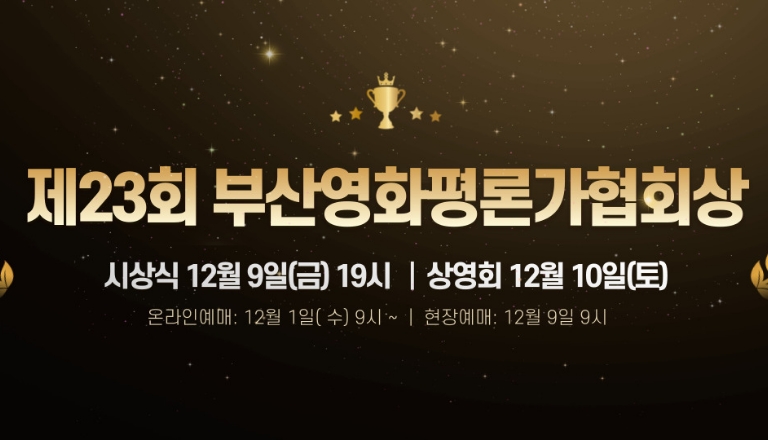 제23회 부산영화평론가협회상
시상식 12월 9일(금) 19시 | 상영회 12월 10일(토)
온라인예매: 12월 1일( 수) 9시 ~ | 현장예매: 12월 9일 9시